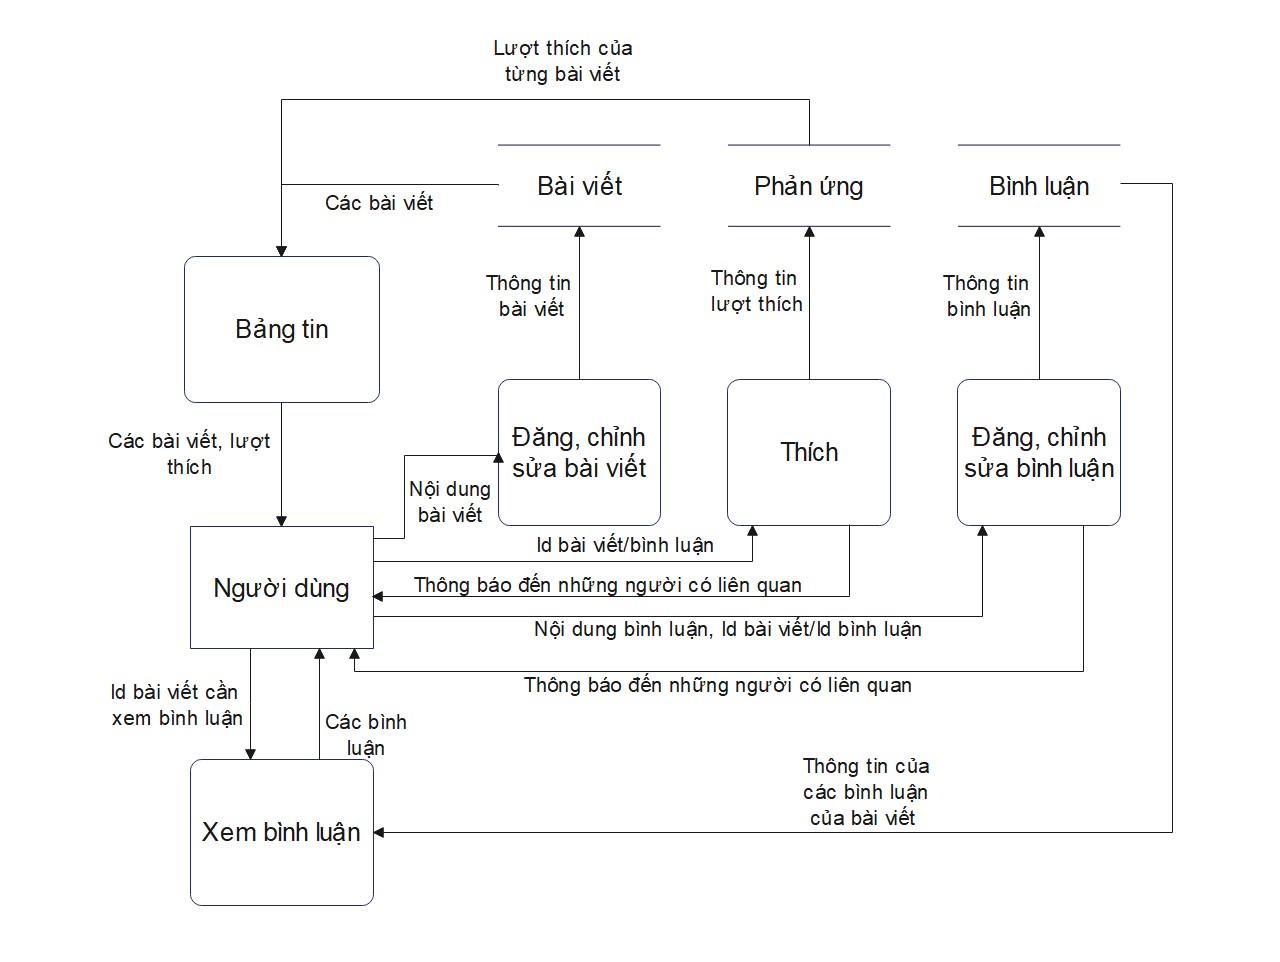 Lượt thích của
từng bài viết
Bài viết
Phản ứng
Bình luận
Các bài viết
Thông tin
bài viết
Thông tin
lượt thích
Thông tin
bình luận
Bảng tin
Các bài viết, lượt
thích
Đăng, chỉnh
sửa bài viết
Thích
Đăng, chỉnh
sửa bình luận
Nội dung
bài viết
Id bài viết/bình luận
Người dùng
Thông báo đến những người có liên quan
Nội dung bình luận, Id bài viết/Id bình luận
Thông báo đến những người có liên quan
Id bài viết cần
xem bình luận
Các bình
luận
Thông tin của
các bình luận
của bài viết
Xem bình luận